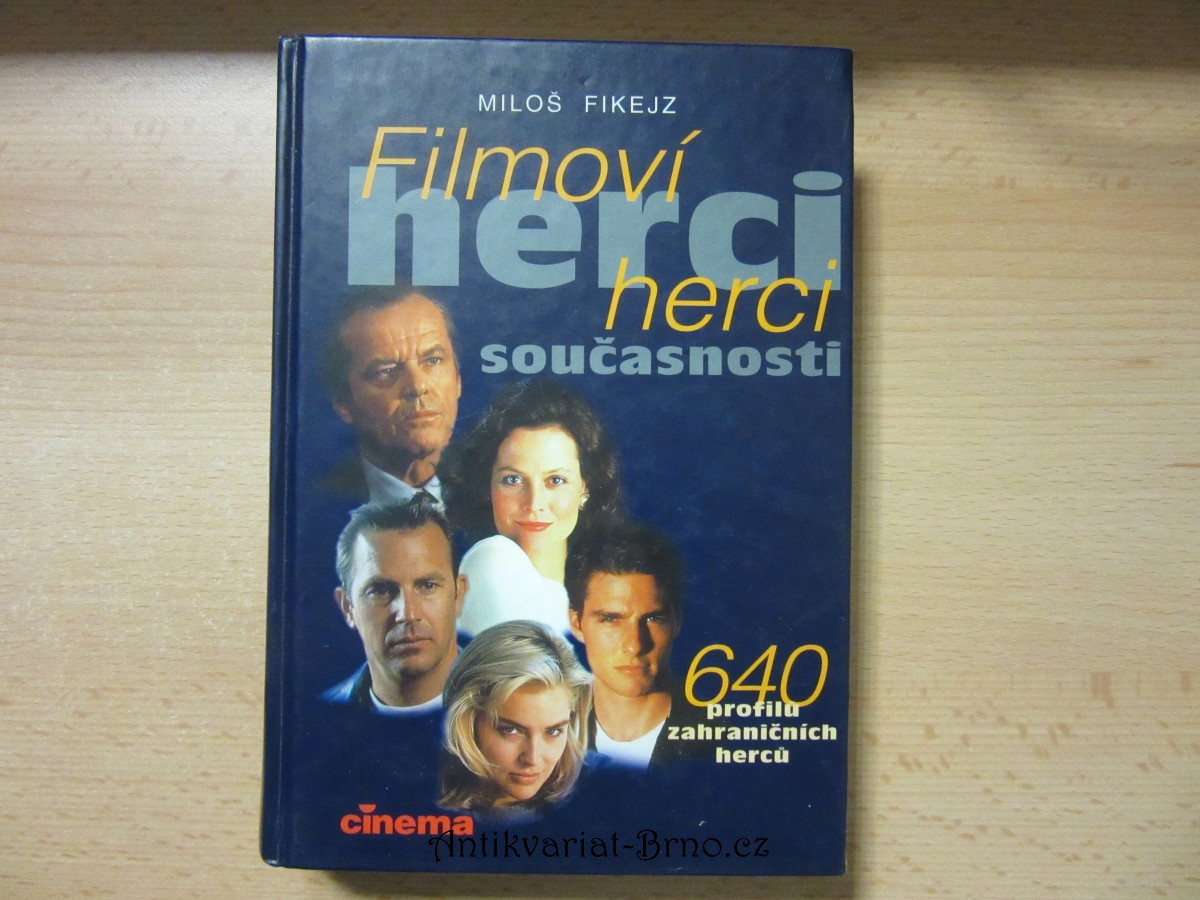 MILOŠ FIKEJZ
Filmoví
herci
herci
současnosti
640
profilů
zahraničních
herců
cinema
Antikvariat-Brno.cz